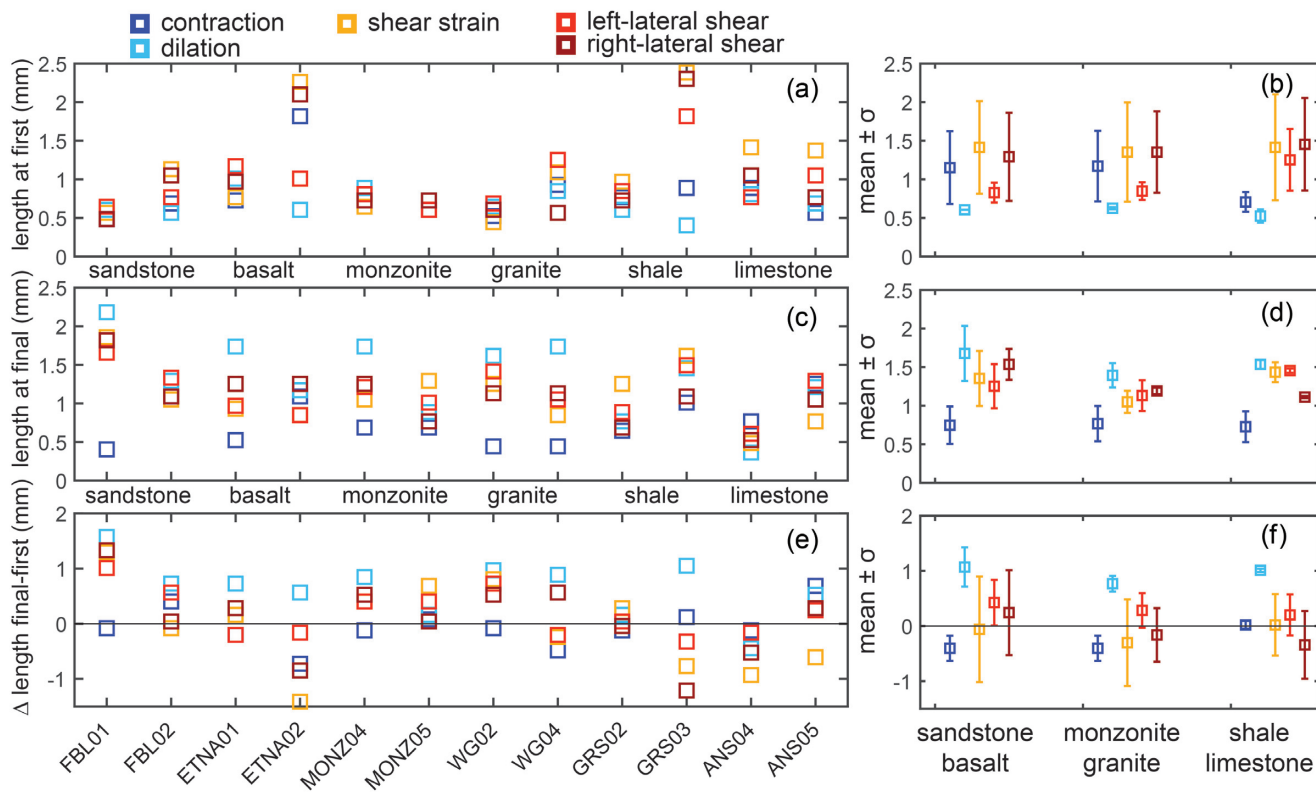 contraction
dilation
shear strain
left-lateral shear
right-lateral shear
length at first (mm)
2.5
2
1.5
1
0.5
0
(a)
sandstone basalt monzonite granite shale limestone
mean ± σ
2.5
2
1.5
1
0.5
0
(b)
length at final (mm)
2.5
2
1.5
1
0.5
0
(c)
sandstone basalt monzonite granite shale limestone
mean ± σ
2.5
2
1.5
1
0.5
0
(d)
Δ length final-first (mm)
2
1
0
-1
(e)
FBL01 FBL02 ETNA01 ETNA02 MONZ04 MONZ05 WG02 WG04 GRS02 GRS03 ANS04 ANS05
mean ± σ
2
1
0
-1
(f)
sandstone monzonite shale
basalt granite limestone